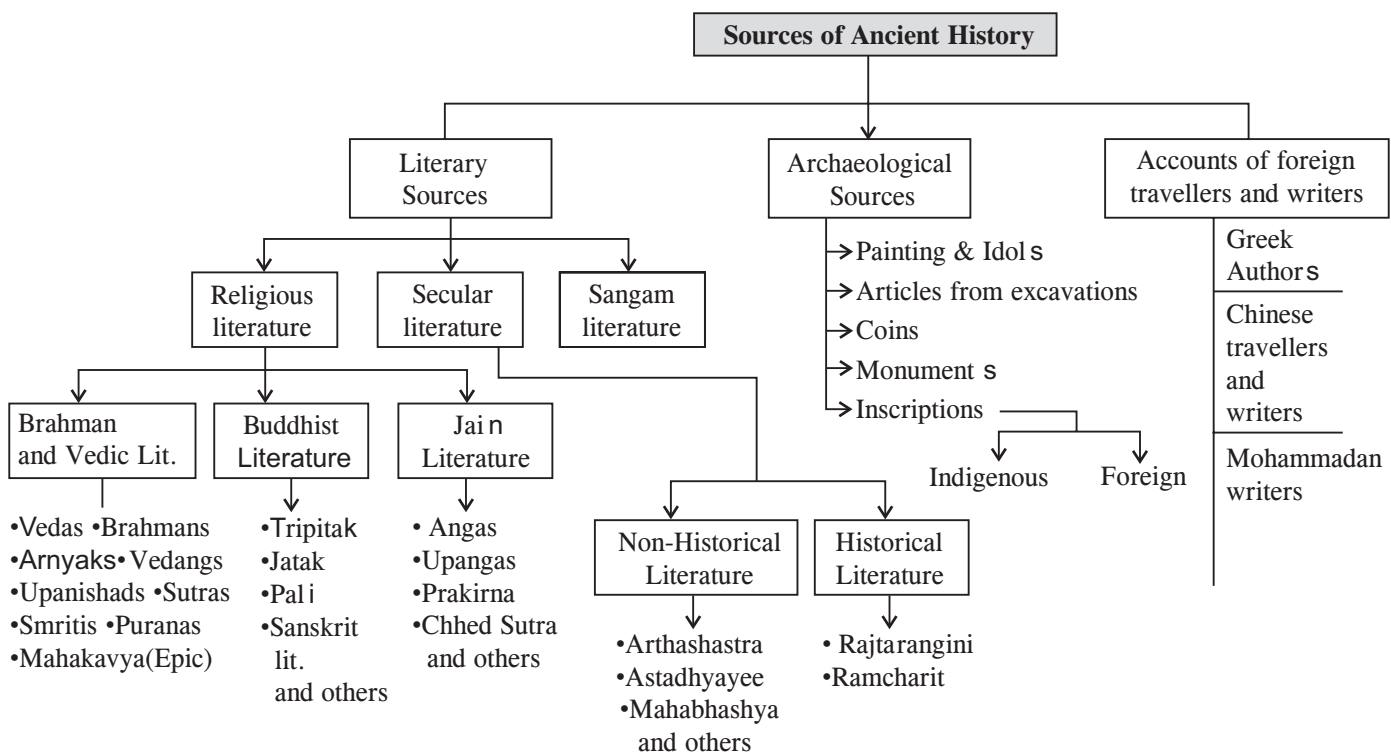 Sources of Ancient History
Literary
Sources
Archaeological
Sources
Accounts of foreign
travellers and writers
Religious
literature
Secular
literature
Sangam
literature
Painting & Idols
Articles from excavations
Coins
Monuments
Inscriptions
Indigenous
Foreign
Greek
Authors
Chinese
travellers
and
writers
Mohammadan
writers
Brahman
and Vedic Lit.
Buddhist
Literature
Jain
Literature
•Vedas •Brahmans
•Arnyaks•Vedangs
•Upanishads •Sutras
•Smritis •Puranas
•Mahakavya(Epic)
•Tripitak
•Jatak
•Pali
•Sanskrit
lit.
and others
• Angas
•Upangas
•Prakirna
•Chhed Sutra
and others
Non-Historical
Literature
Historical
Literature
•Arthashastra
•Astadhyayee
•Mahabhashya
and others
• Rajtarangini
•Ramcharit